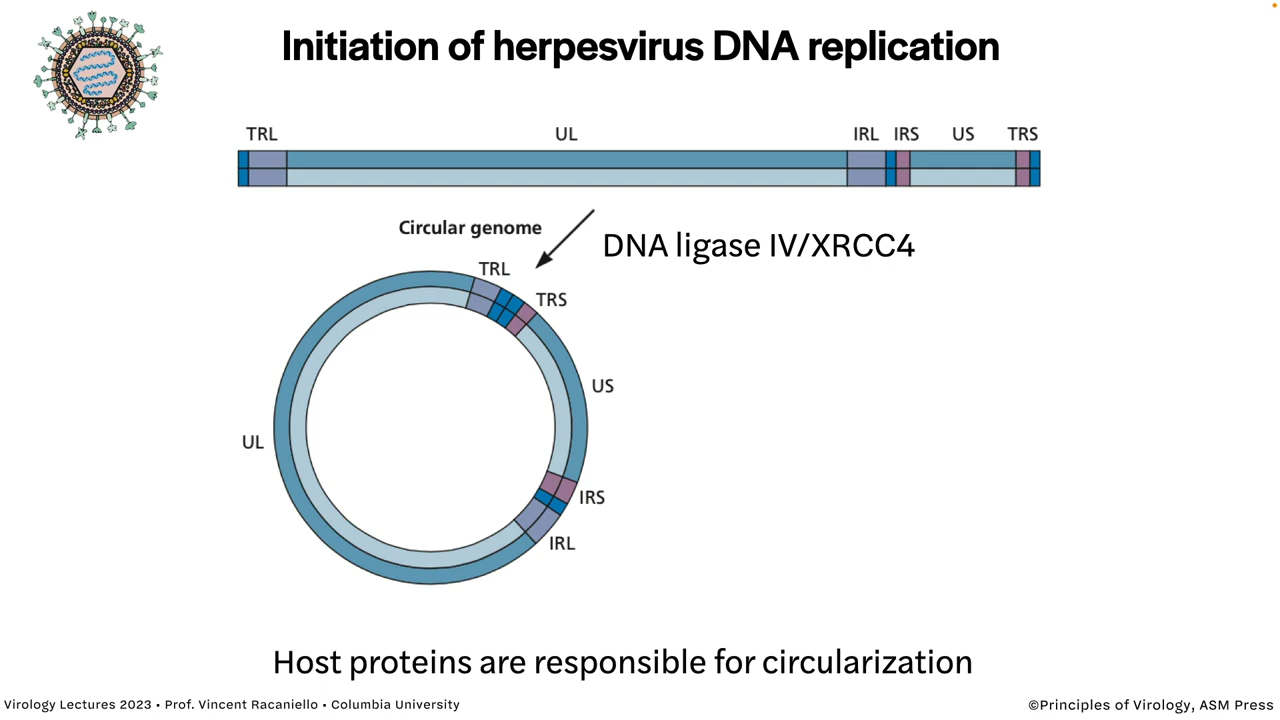 Initiation of herpesvirus DNA replication
TRL UL IRL IRS US TRS
Circular genome
DNA ligase IV/XRCC4
TRL
TRS
US
UL
IRS
IRL
Host proteins are responsible for circularization
Virology Lectures 2023 • Prof. Vincent Racaniello • Columbia University
©Principles of Virology, ASM Press